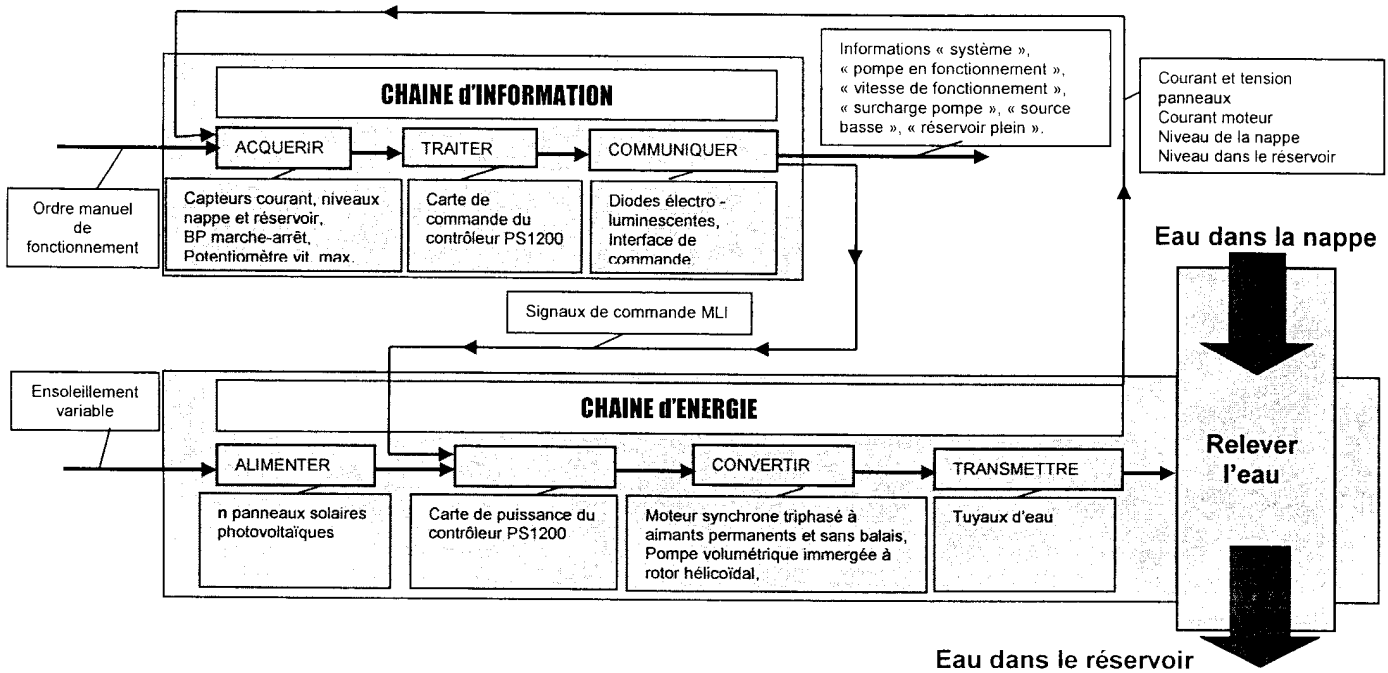 CHAINE d'INFORMATION
ACQUERIR
TRAITER
COMMUNIQUER
Ordre manuel
de
fonctionnement
Capteurs courant, niveaux
nappe et réservoir,
BP marche-arrêt,
Potentiomètre vit. max.
Carte de
commande du
contrôleur PS1200
Diodes électro -
luminescentes,
Interface de
commande
Informations « système »,
« pompe en fonctionnement »,
« vitesse de fonctionnement »,
« surcharge pompe », « source
basse », « réservoir plein ».
Courant et tension
panneaux
Courant moteur
Niveau de la nappe
Niveau dans le réservoir
Eau dans la nappe
Signaux de commande MLI
Ensoleillement
variable
CHAINE d'ENERGIE
ALIMENTER
CONVERTIR
TRANSMETTRE
n panneaux solaires
photovoltaïques
Carte de puissance du
contrôleur PS1200
Moteur synchrone triphasé à
aimants permanents et sans balais,
Pompe volumétrique immergée à
rotor hélicoïdal,
Tuyaux d'eau
Relever
l'eau
Eau dans le réservoir